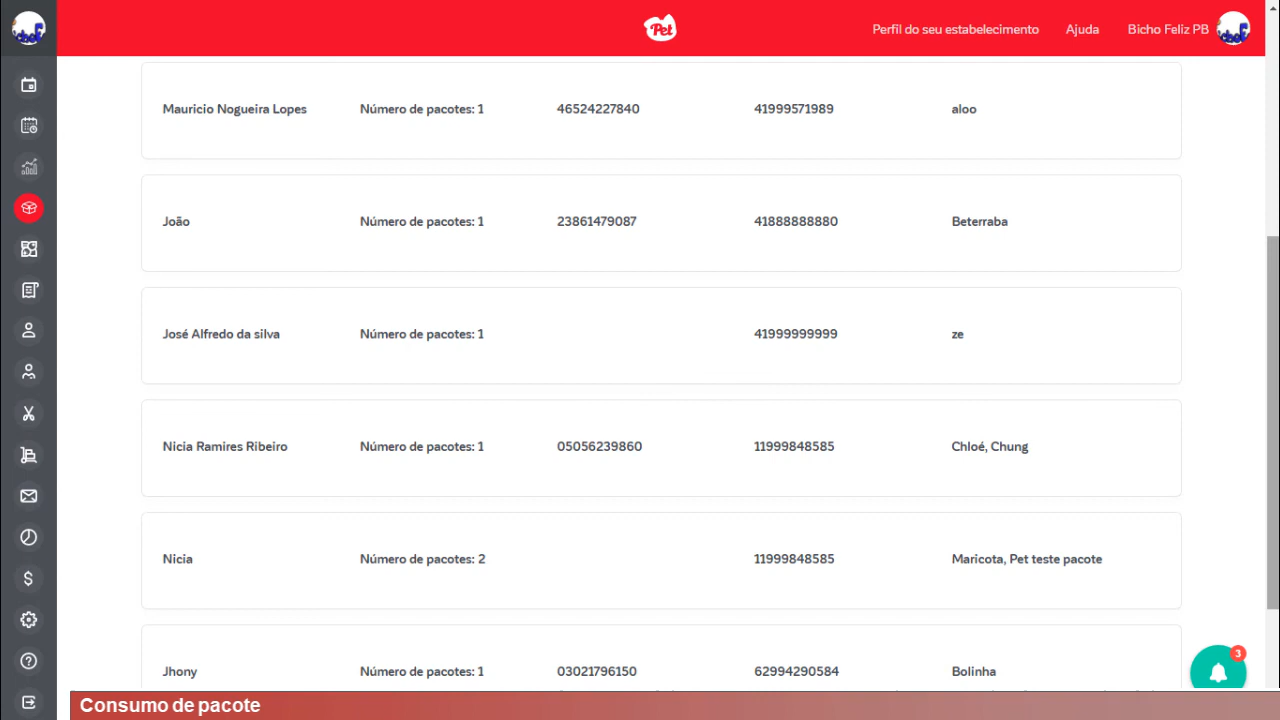 Pet
Perfil do seu estabelecimento Ajuda Bicho Feliz PB
Mauricio Nogueira Lopes Número de pacotes: 1 46524227840 41999571989 aloo
João Número de pacotes: 1 23861479087 41888888880 Beterraba
José Alfredo da silva Número de pacotes: 1 41999999999 ze
Nicia Ramires Ribeiro Número de pacotes: 1 05056239860 11999848585 Chloé, Chung
Nicia Número de pacotes: 2 11999848585 Maricota, Pet teste pacote
3
Jhony Número de pacotes: 1 03021796150 62994290584 Bolinha
Consumo de pacote